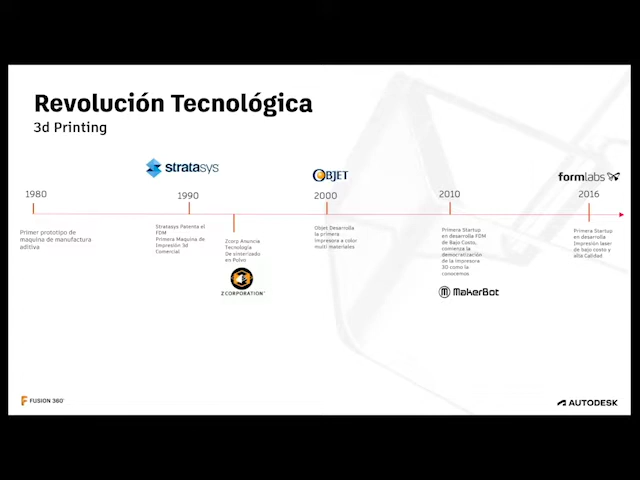 Revolución Tecnológica
3d Printing
stratasys
OBJET
formlabs
1980
1990
2000
2010
2016
Primer prototipo de
maquina de manufactura
aditiva
Stratasys Patenta el
FDM
Primera Maquina de
Impresión 3d
Comercial
Zcorp Anuncia
Tecnología
De sinterizado
en Polvo
Z CORPORATION™
Objet Desarrolla
la primera
impresora a color
multi materiales
Primera Startup
en desarrolla FDM
de Bajo Costo,
comienza la
democratización
de la impresora
3D como la
conocemos
MakerBot
Primera Startup
en desarrolla
Impresión laser
de bajo costo y
alta Calidad
FUSION 360°
AUTODESK